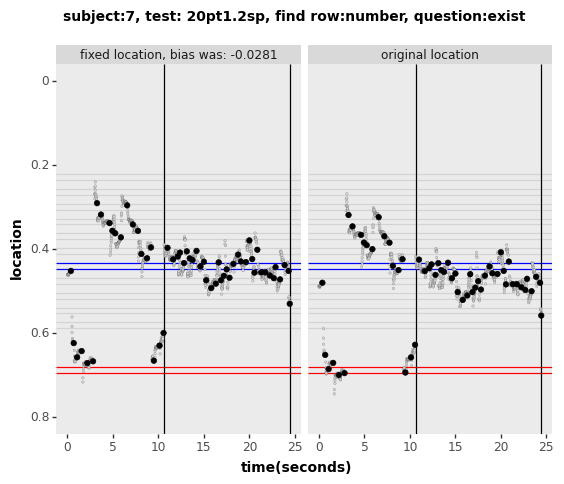 subject:7, test: 20pt1.2sp, find row:number, question:exist
fixed location, bias was: -0.0281
original location
0
0.2
0.4
0.6
0.8
location
0 5 10 15 20 25
0 5 10 15 20 25
time(seconds)